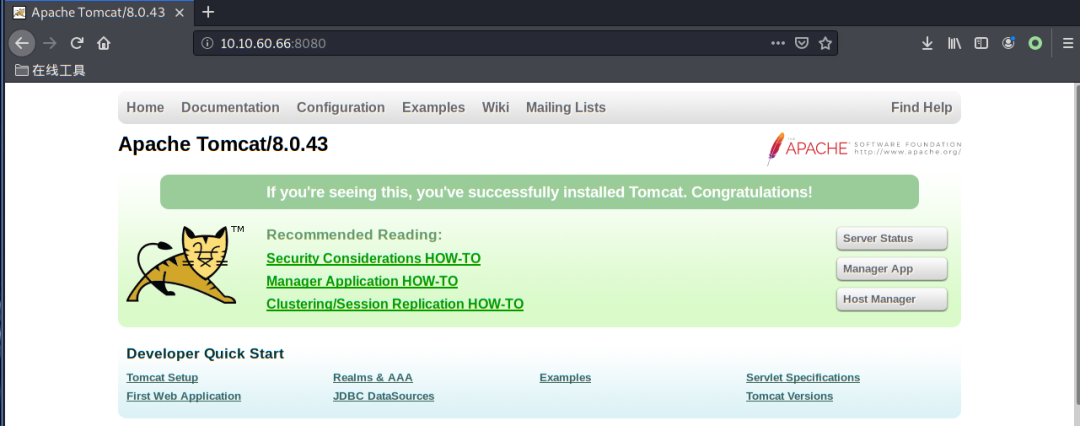 Apache Tomcat/8.0.43
10.10.60.66:8080
在线工具
Home Documentation Configuration Examples Wiki Mailing Lists Find Help
Apache Tomcat/8.0.43
THE APACHE™ SOFTWARE FOUNDATION
http://www.apache.org/
If you're seeing this, you've successfully installed Tomcat. Congratulations!
TM
Recommended Reading:
Security Considerations HOW-TO
Manager Application HOW-TO
Clustering/Session Replication HOW-TO
Server Status
Manager App
Host Manager
Developer Quick Start
Tomcat Setup Realms & AAA Examples Servlet Specifications
First Web Application JDBC DataSources Tomcat Versions